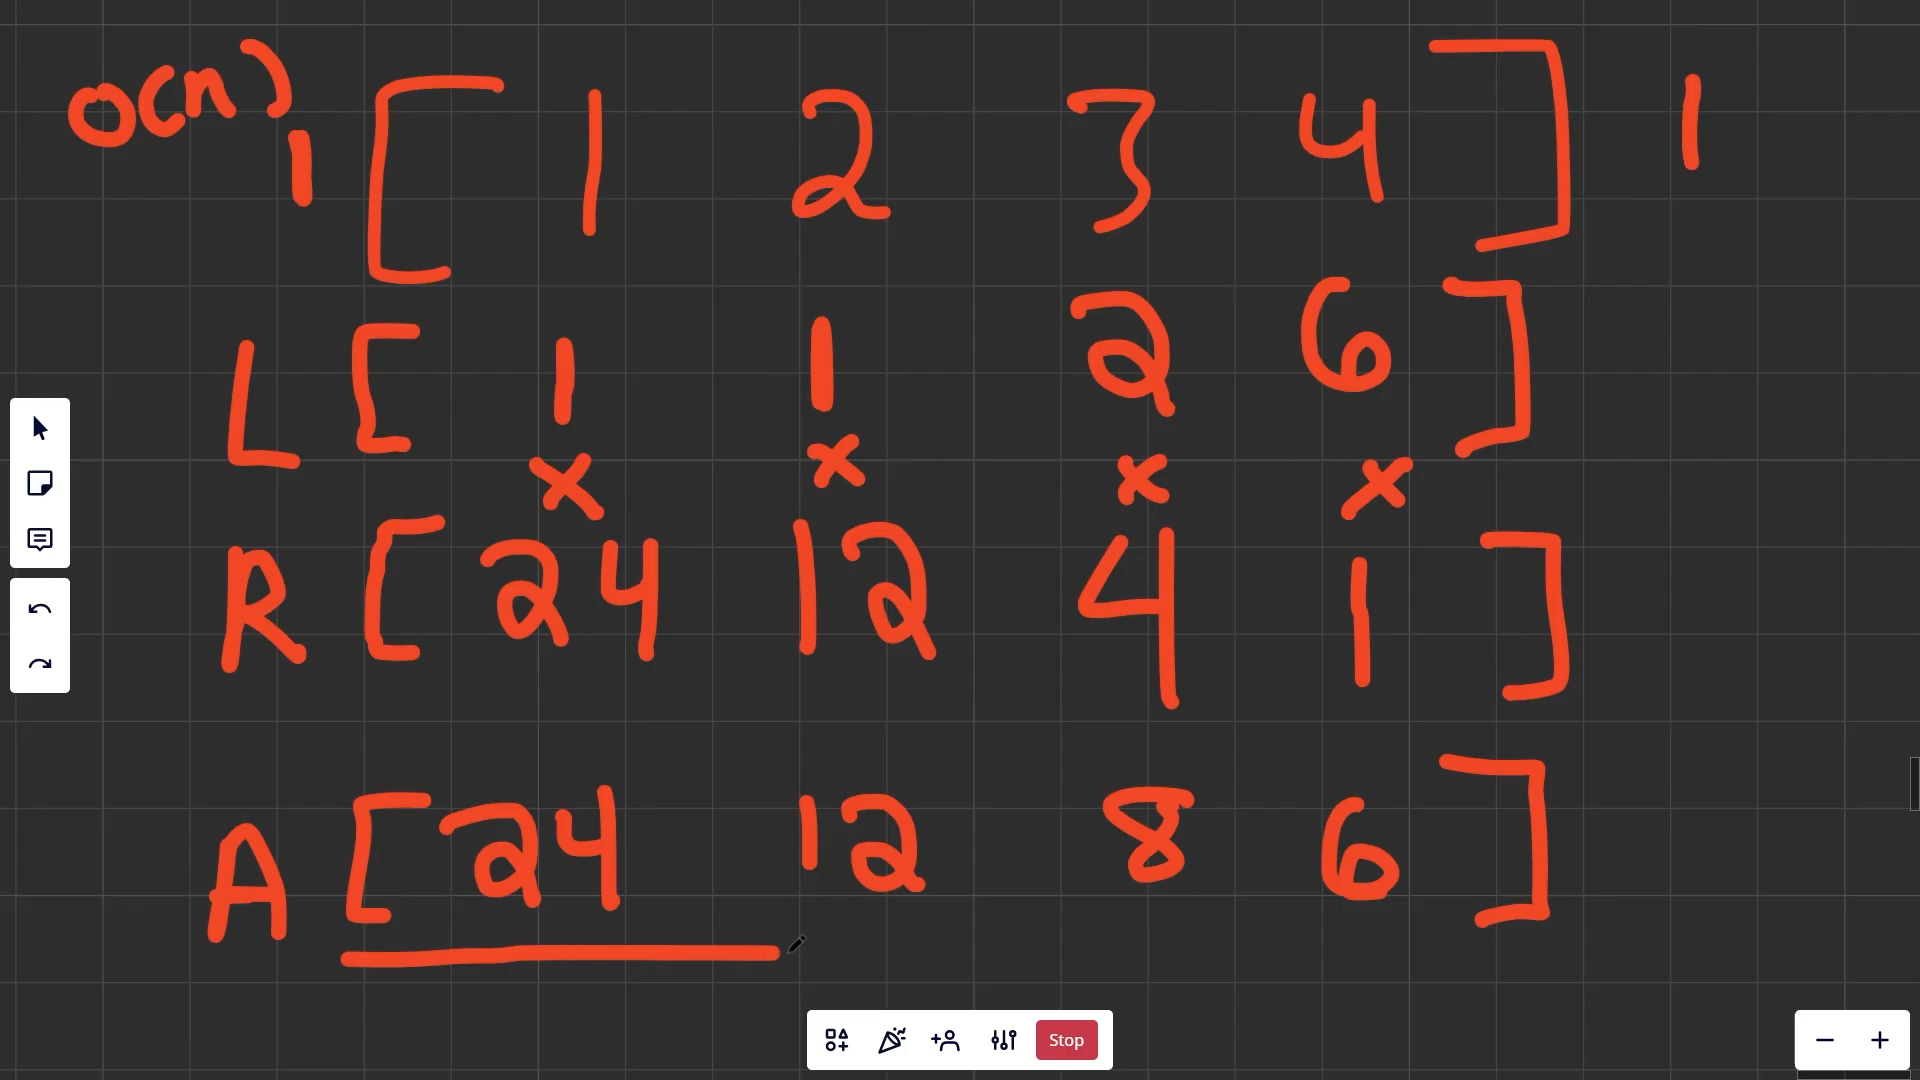 O(n)
1 [ 1 2 3 4 ] 1
L [ 1 1 2 6 ]
x x x x
R [ 24 12 4 1 ]
A [ 24 12 8 6 ]
Stop